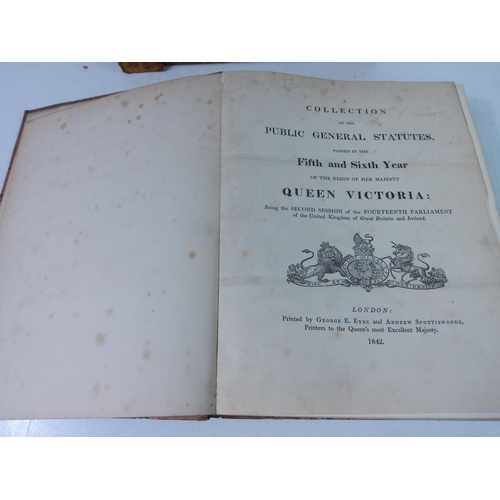 A
COLLECTION
OF THE
PUBLIC GENERAL STATUTES,
PASSED IN THE
Fifth and Sixth Year
OF THE REIGN OF HER MAJESTY
QUEEN VICTORIA:
Being the SECOND SESSION of the FOURTEENTH PARLIAMENT
of the United Kingdom of Great Britain and Ireland.
LONDON:
Printed by GEORGE E. EYRE and ANDREW SPOTTISWOODE,
Printers to the Queen's most Excellent Majesty.
1842.